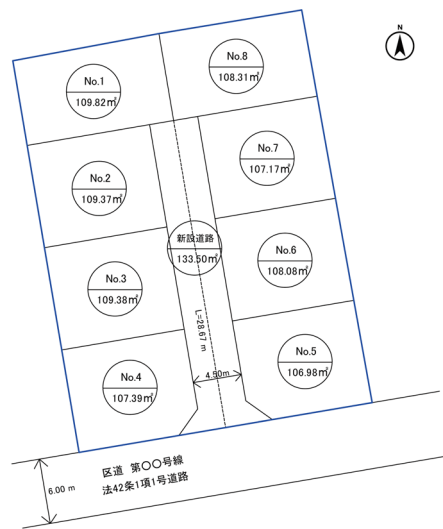 N
No.8
108.31㎡
No.1
109.82㎡
No.7
107.17㎡
No.2
109.37㎡
新設道路
133.50㎡
No.6
108.08㎡
No.3
109.38㎡
L=28.67 m
No.5
106.98㎡
4.50m
No.4
107.39㎡
区道 第〇〇号線
法42条1項1号道路
6.00 m